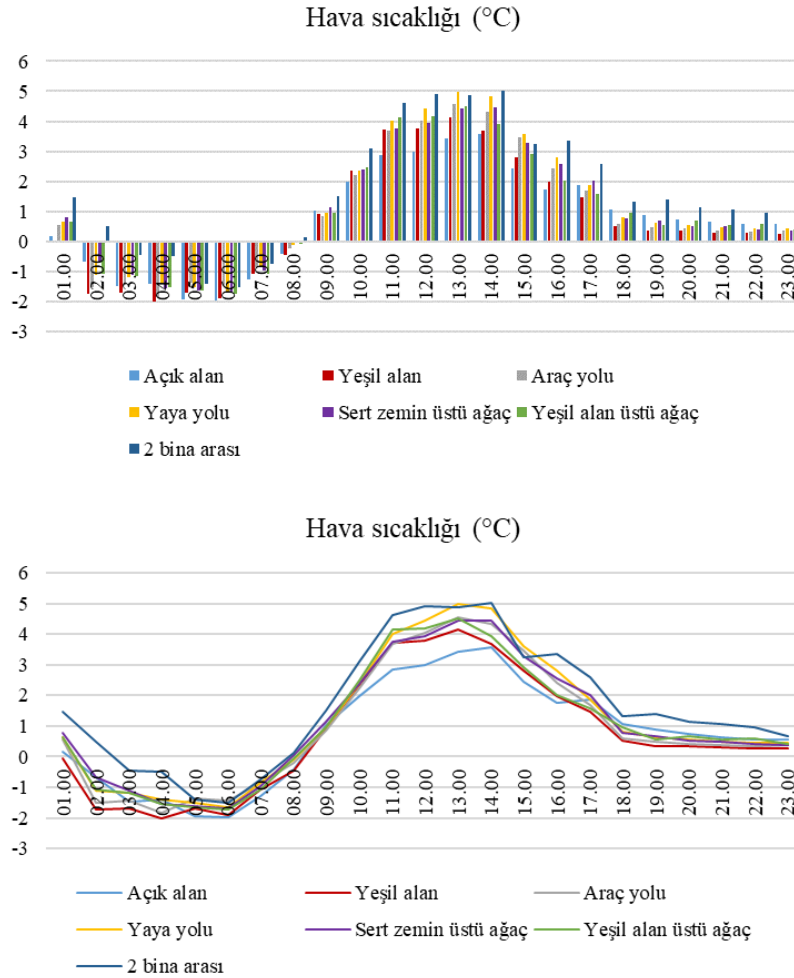 Hava sıcaklığı (°C)
6
5
4
3
2
1
0
-1
-2
-3
01.00 02.00 03.00 04.00 05.00 06.00 07.00 08.00 09.00 10.00 11.00 12.00 13.00 14.00 15.00 16.00 17.00 18.00 19.00 20.00 21.00 22.00 23.00
Açık alan Yeşil alan Araç yolu
Yaya yolu Sert zemin üstü ağaç Yeşil alan üstü ağaç
2 bina arası
Hava sıcaklığı (°C)
6
5
4
3
2
1
0
-1
-2
-3
01.00 02.00 03.00 04.00 05.00 06.00 07.00 08.00 09.00 10.00 11.00 12.00 13.00 14.00 15.00 16.00 17.00 18.00 19.00 20.00 21.00 22.00 23.00
Açık alan Yeşil alan Araç yolu
Yaya yolu Sert zemin üstü ağaç Yeşil alan üstü ağaç
2 bina arası